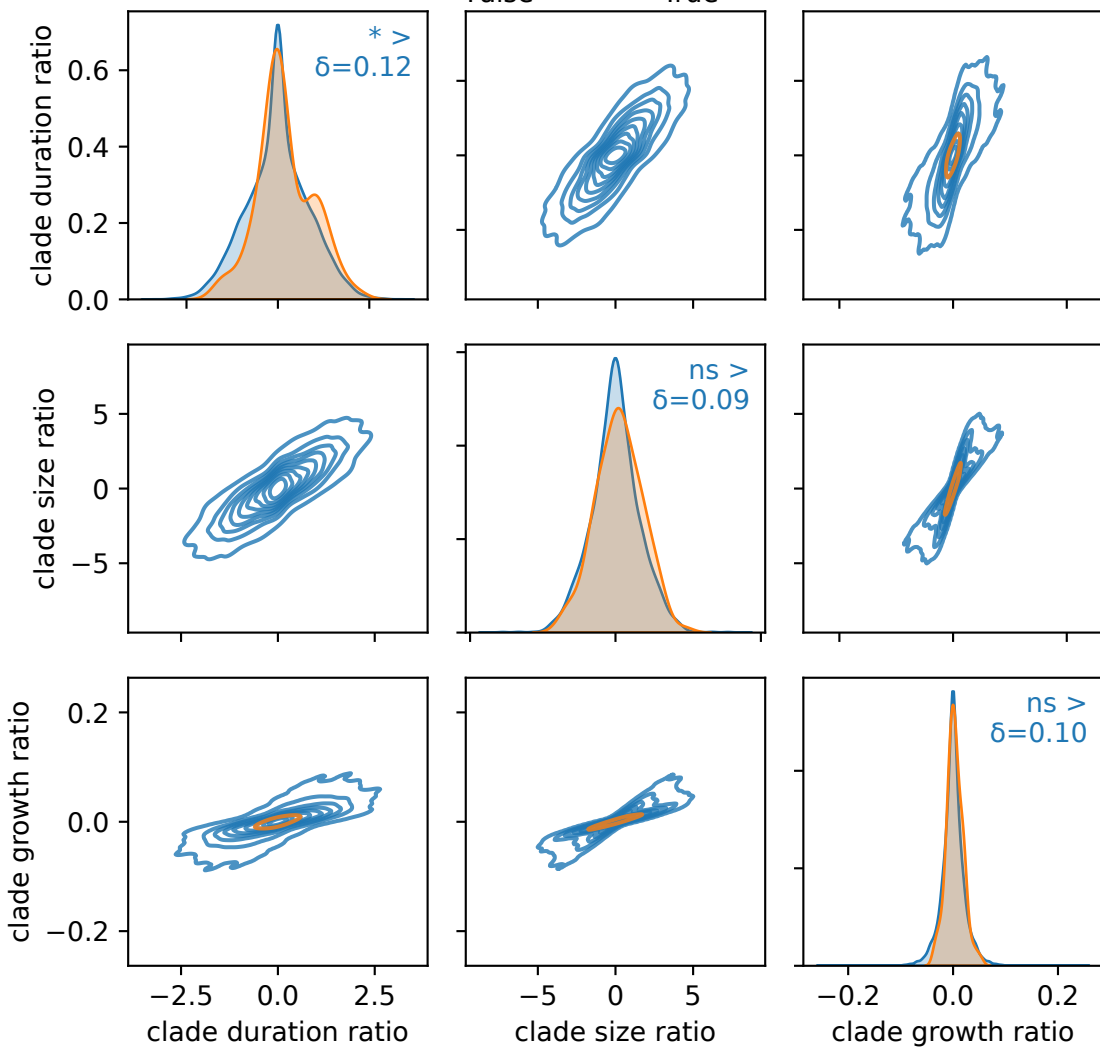 clade duration ratio
0.6
0.4
0.2
0.0
* >
δ=0.12
clade size ratio
5
0
−5
ns >
δ=0.09
clade growth ratio
0.2
0.0
−0.2
ns >
δ=0.10
−2.5 0.0 2.5
−5 0 5
−0.2 0.0 0.2
clade duration ratio
clade size ratio
clade growth ratio